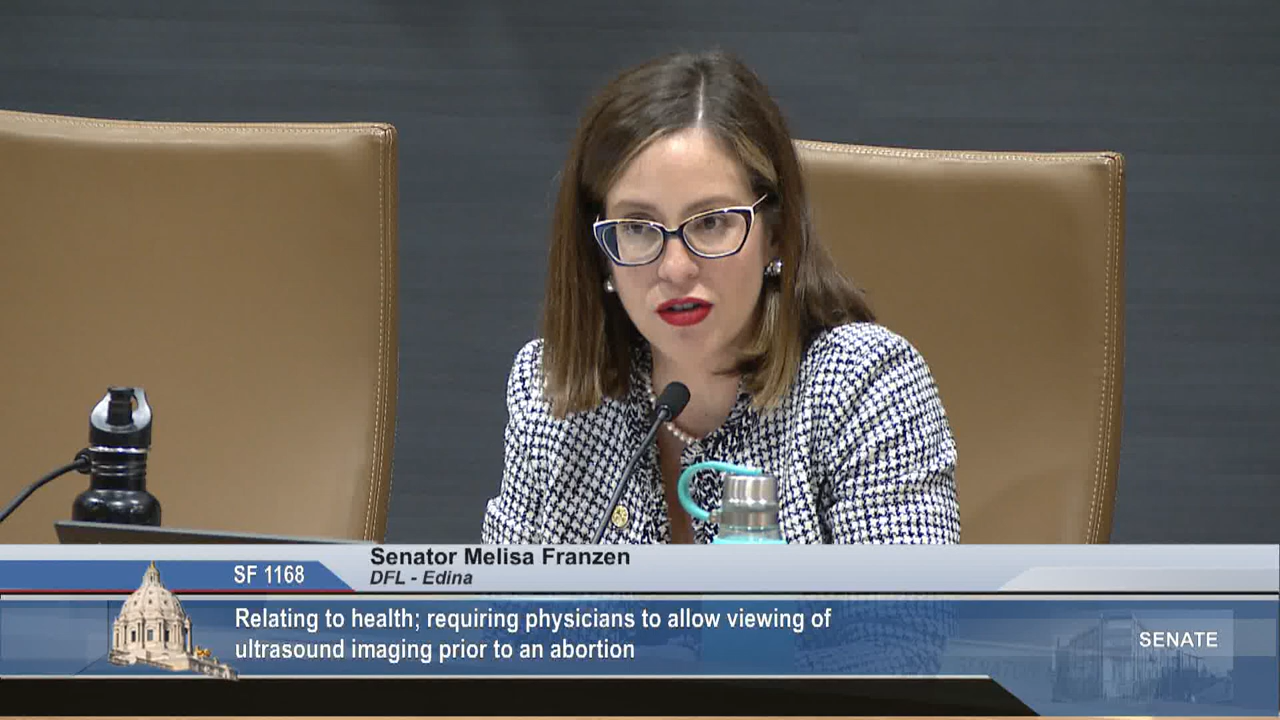 Senator Melisa Franzen
DFL - Edina
SF 1168
Relating to health; requiring physicians to allow viewing of
ultrasound imaging prior to an abortion
SENATE